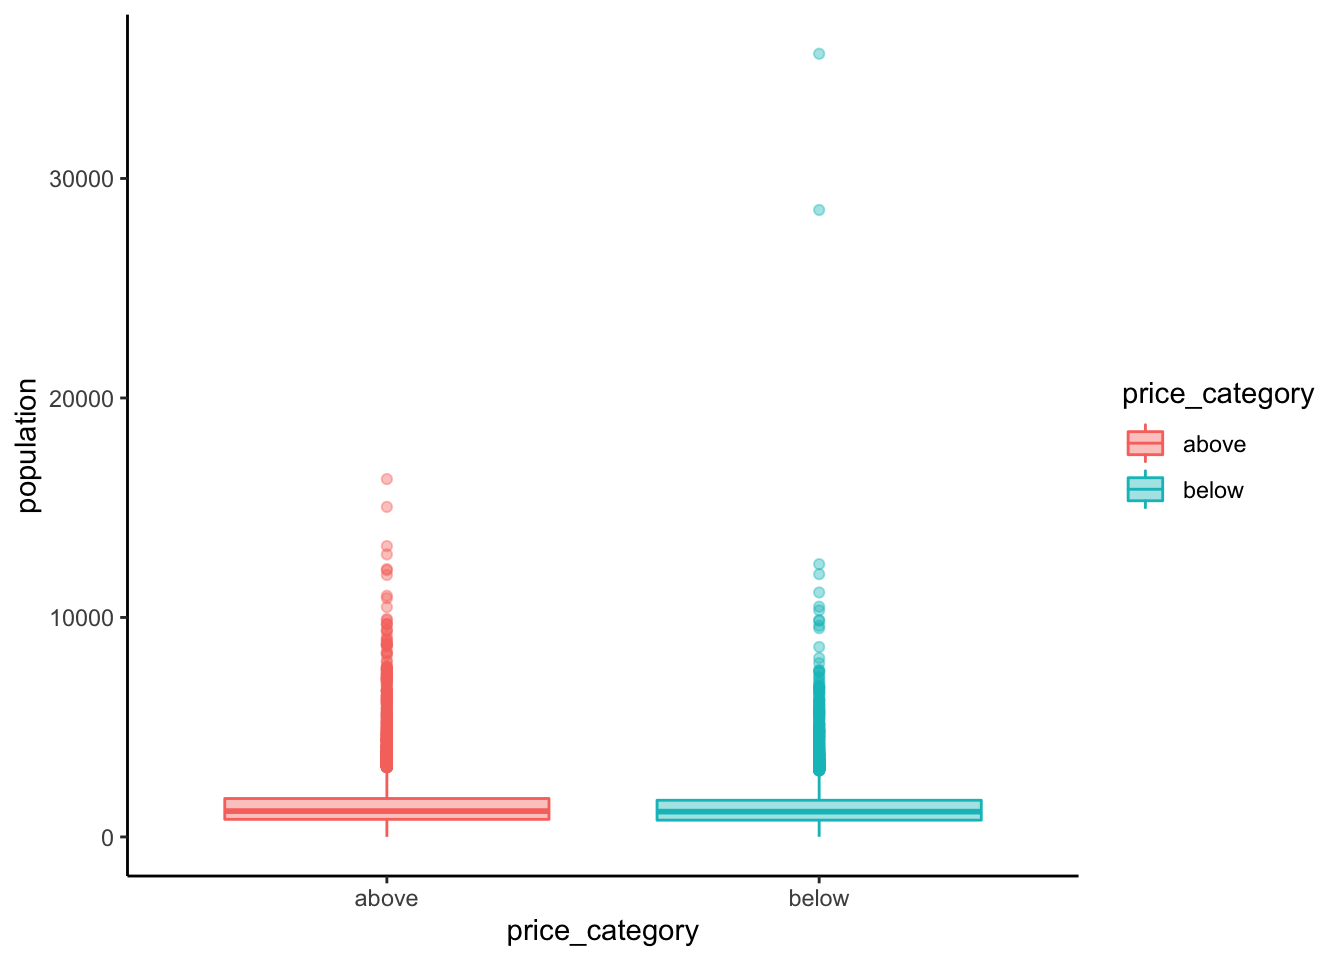 population
30000
20000
10000
0
above
below
price_category
price_category
above
below